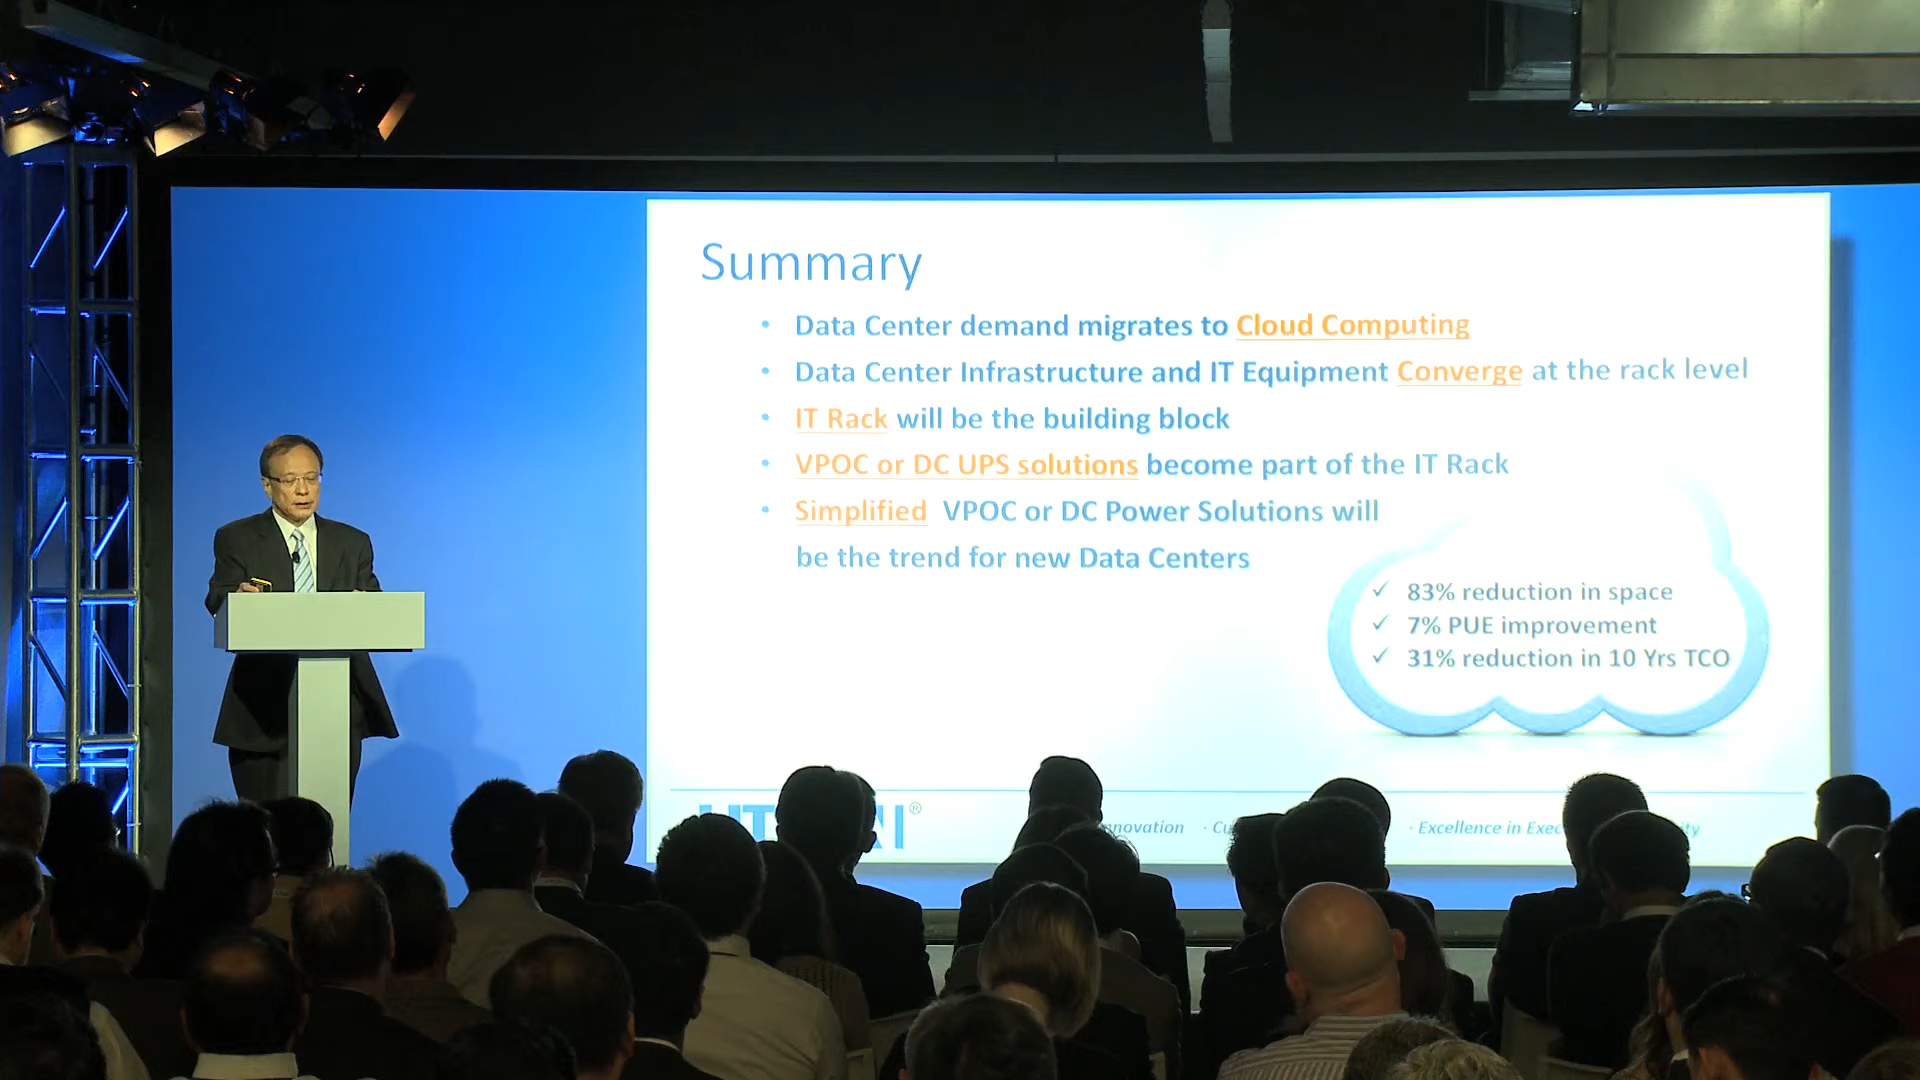 Summary
• Data Center demand migrates to Cloud Computing
• Data Center Infrastructure and IT Equipment Converge at the rack level
• IT Rack will be the building block
• VPOC or DC UPS solutions become part of the IT Rack
• Simplified VPOC or DC Power Solutions will
be the trend for new Data Centers
✓ 83% reduction in space
✓ 7% PUE improvement
✓ 31% reduction in 10 Yrs TCO
· Excellence in